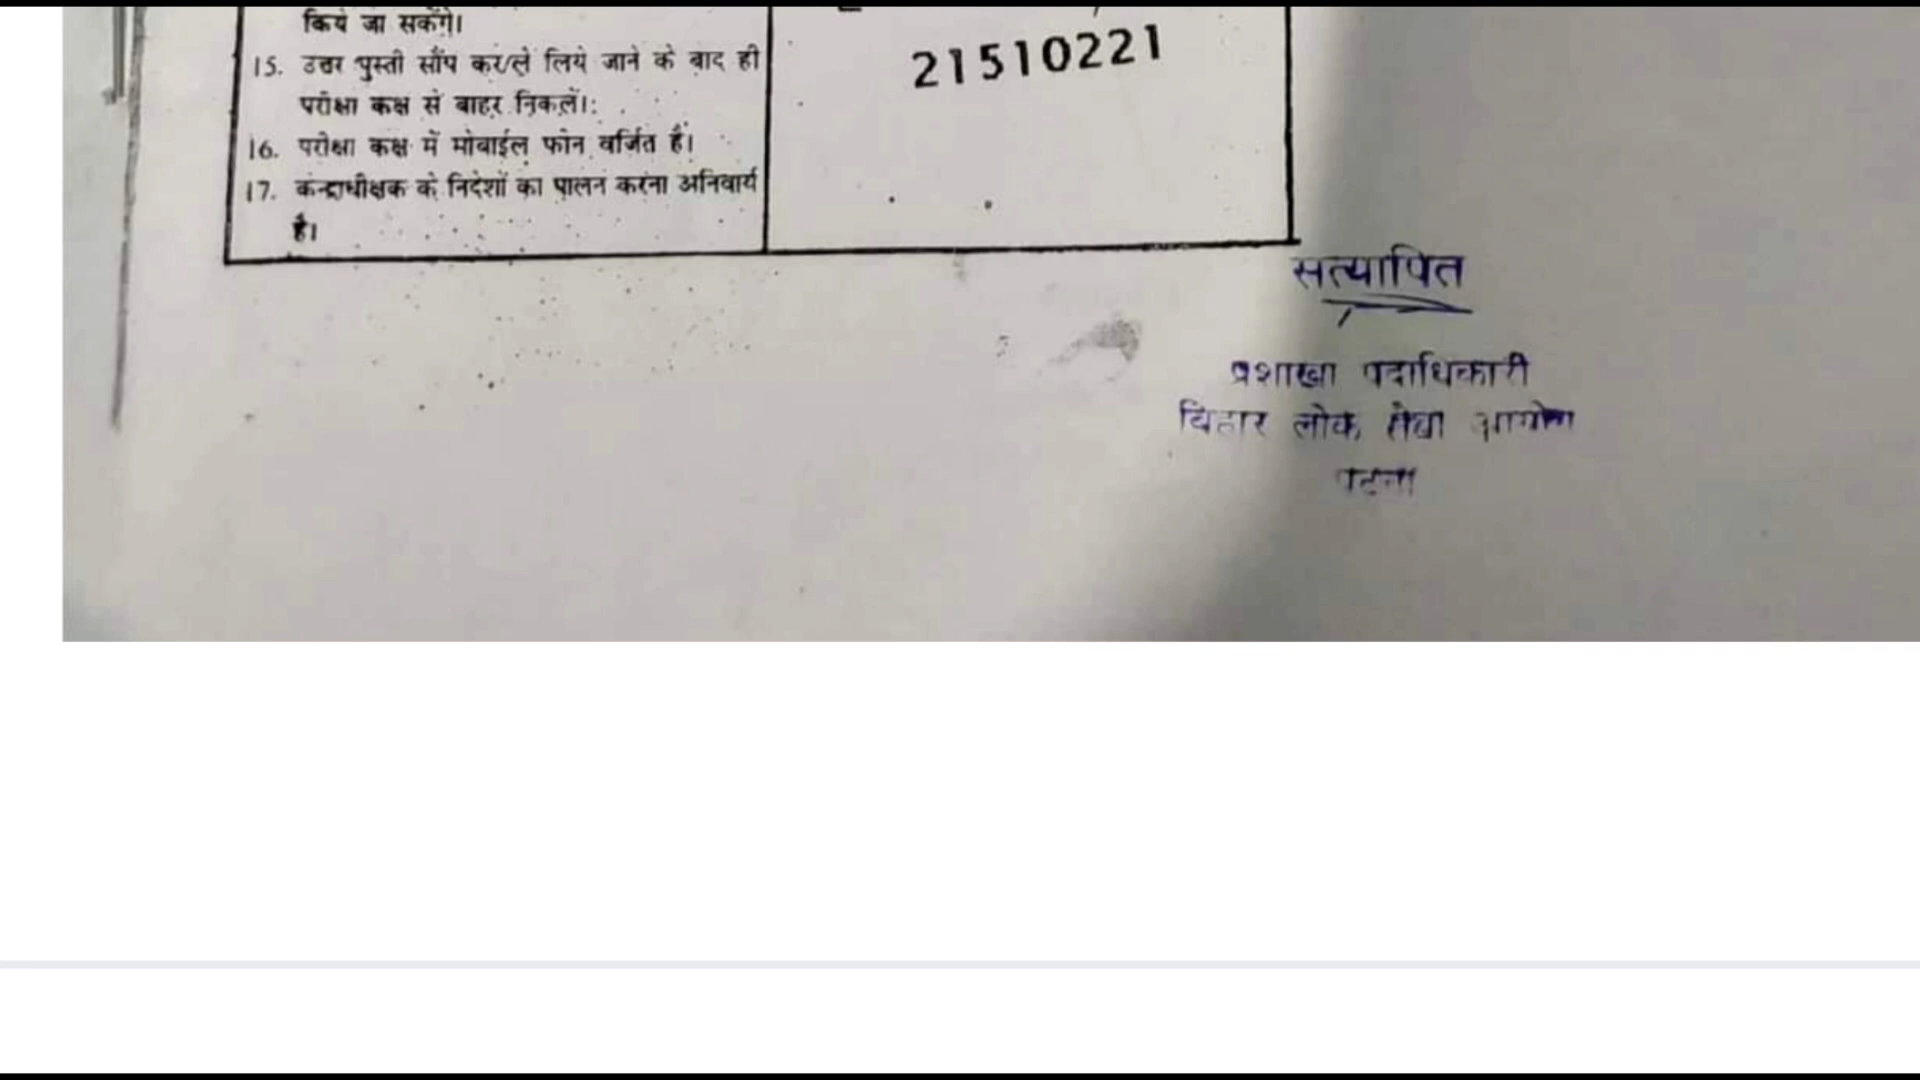 किये जा सकेंगे।
15. उत्तर पुस्ती सौंप कर/ले लिये जाने के बाद ही
परीक्षा कक्ष से बाहर निकलें।
16. परीक्षा कक्ष में मोबाईल फोन वर्जित है।
17. केन्द्राधीक्षक के निदेशों का पालन करना अनिवार्य
है।
21510221
सत्यापित
प्रशाखा पदाधिकारी
बिहार लोक सेवा आयोग
पटना